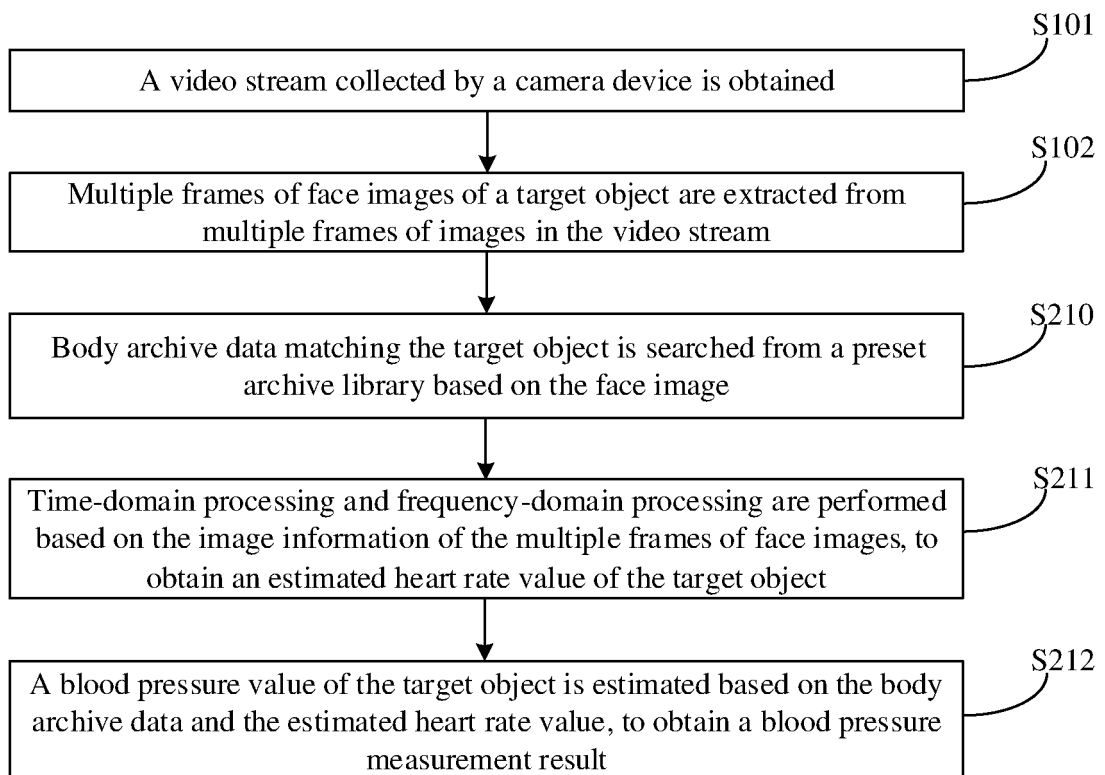 S101
A video stream collected by a camera device is obtained
S102
Multiple frames of face images of a target object are extracted from
multiple frames of images in the video stream
S210
Body archive data matching the target object is searched from a preset
archive library based on the face image
S211
Time-domain processing and frequency-domain processing are performed
based on the image information of the multiple frames of face images, to
obtain an estimated heart rate value of the target object
S212
A blood pressure value of the target object is estimated based on the body
archive data and the estimated heart rate value, to obtain a blood pressure
measurement result